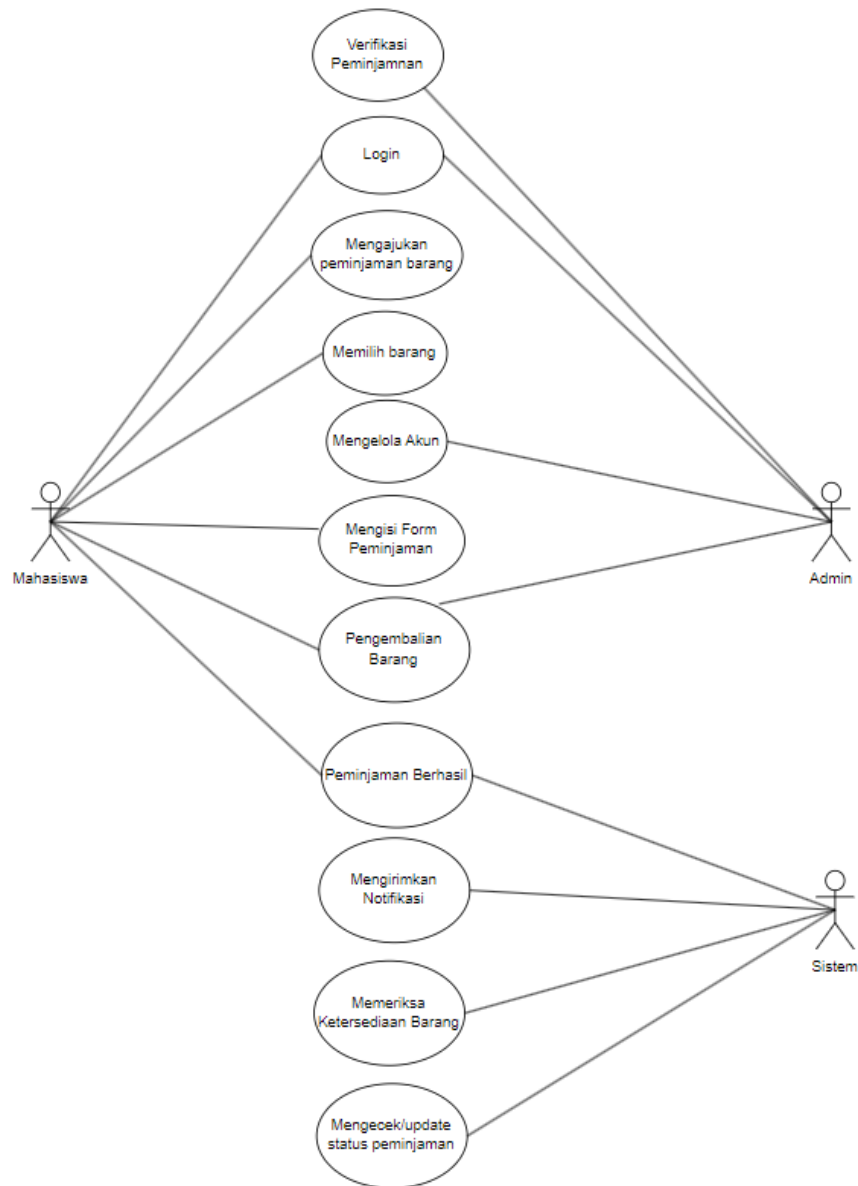 Verifikasi
Peminjamnan
Login
Mengajukan
peminjaman barang
Memilih barang
Mengelola Akun
Mengisi Form
Peminjaman
Mahasiswa
Admin
Pengembalian
Barang
Peminjaman Berhasil
Mengirimkan
Notifikasi
Sistem
Memeriksa
Ketersediaan Barang
Mengecek/update
status peminjaman